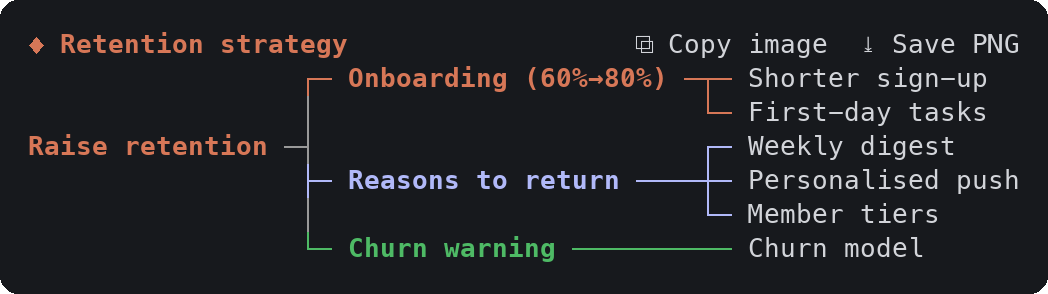 ♦ Retention strategy
⧉ Copy image ⤓ Save PNG
Onboarding (60%→80%)
Shorter sign-up
First-day tasks
Raise retention
Weekly digest
Reasons to return
Personalised push
Member tiers
Churn warning
Churn model